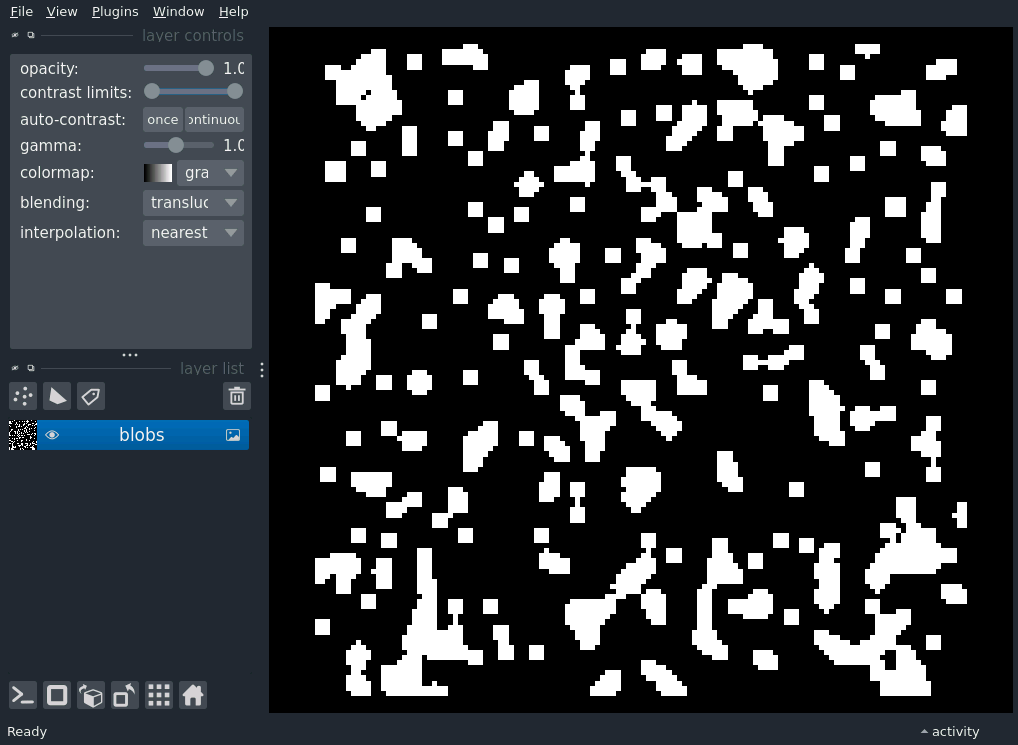 File View Plugins Window Help
layer controls
opacity: 1.0
contrast limits:
auto-contrast: once ontinuou
gamma: 1.0
colormap: gra
blending: transluc
interpolation: nearest
layer list
blobs
Ready
activity